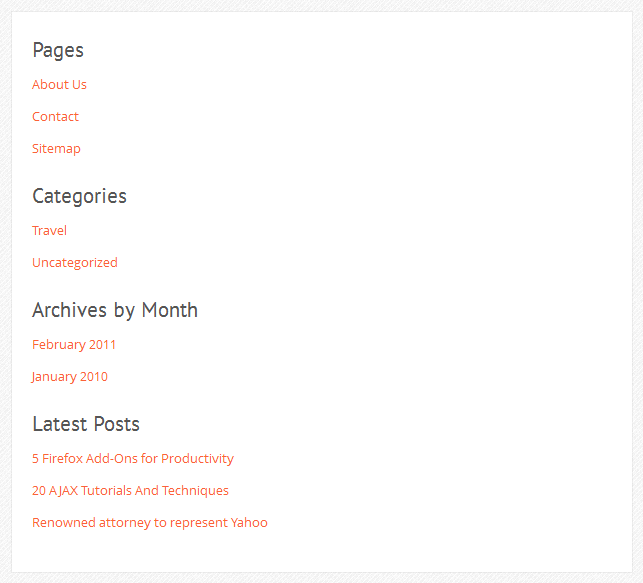 Pages
About Us
Contact
Sitemap
Categories
Travel
Uncategorized
Archives by Month
February 2011
January 2010
Latest Posts
5 Firefox Add-Ons for Productivity
20 AJAX Tutorials And Techniques
Renowned attorney to represent Yahoo